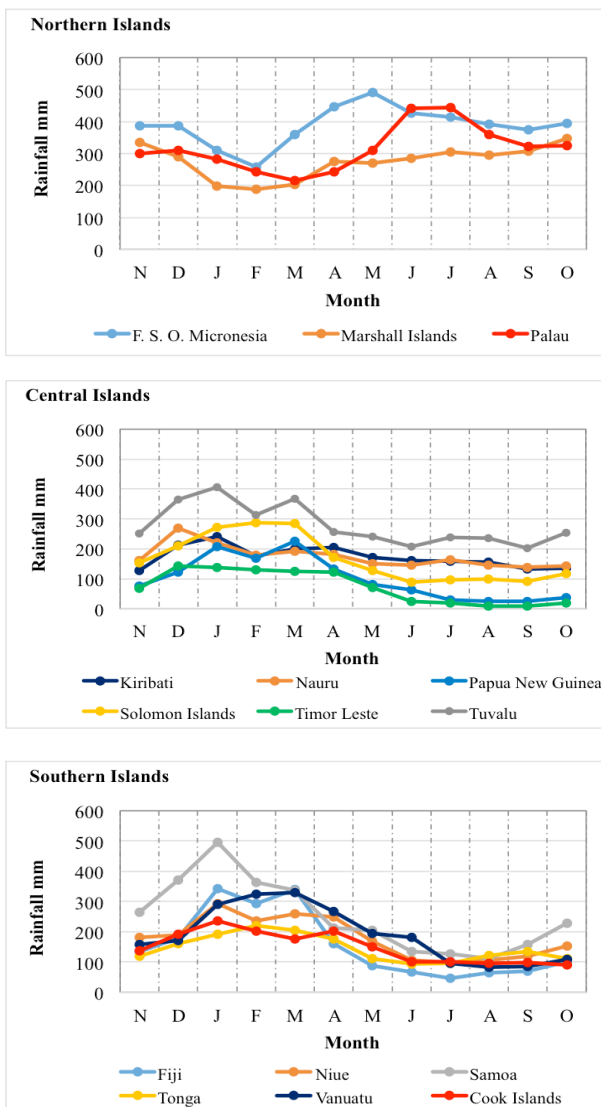 Northern Islands
600
500
400
300
200
100
0
Rainfall mm
N D J F M A M J J A S O
Month
F. S. O. Micronesia Marshall Islands Palau
Central Islands
600
500
400
300
200
100
0
Rainfall mm
N D J F M A M J J A S O
Month
Kiribati Nauru Papua New Guinea
Solomon Islands Timor Leste Tuvalu
Southern Islands
600
500
400
300
200
100
0
Rainfall mm
N D J F M A M J J A S O
Month
Fiji Niue Samoa
Tonga Vanuatu Cook Islands